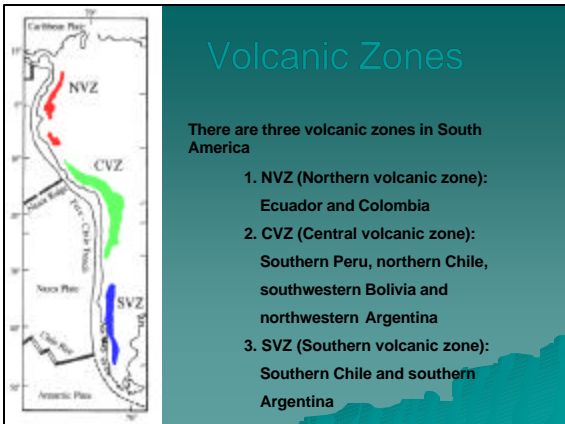 70°
Caribbean Plate
NVZ
CVZ
Nazca Ridge
Peru - Chile Trench
Nazca Plate
SVZ
Chile Rise
Antarctic Plate
70°
Volcanic Zones
There are three volcanic zones in South
America
1. NVZ (Northern volcanic zone):
Ecuador and Colombia
2. CVZ (Central volcanic zone):
Southern Peru, northern Chile,
southwestern Bolivia and
northwestern Argentina
3. SVZ (Southern volcanic zone):
Southern Chile and southern
Argentina